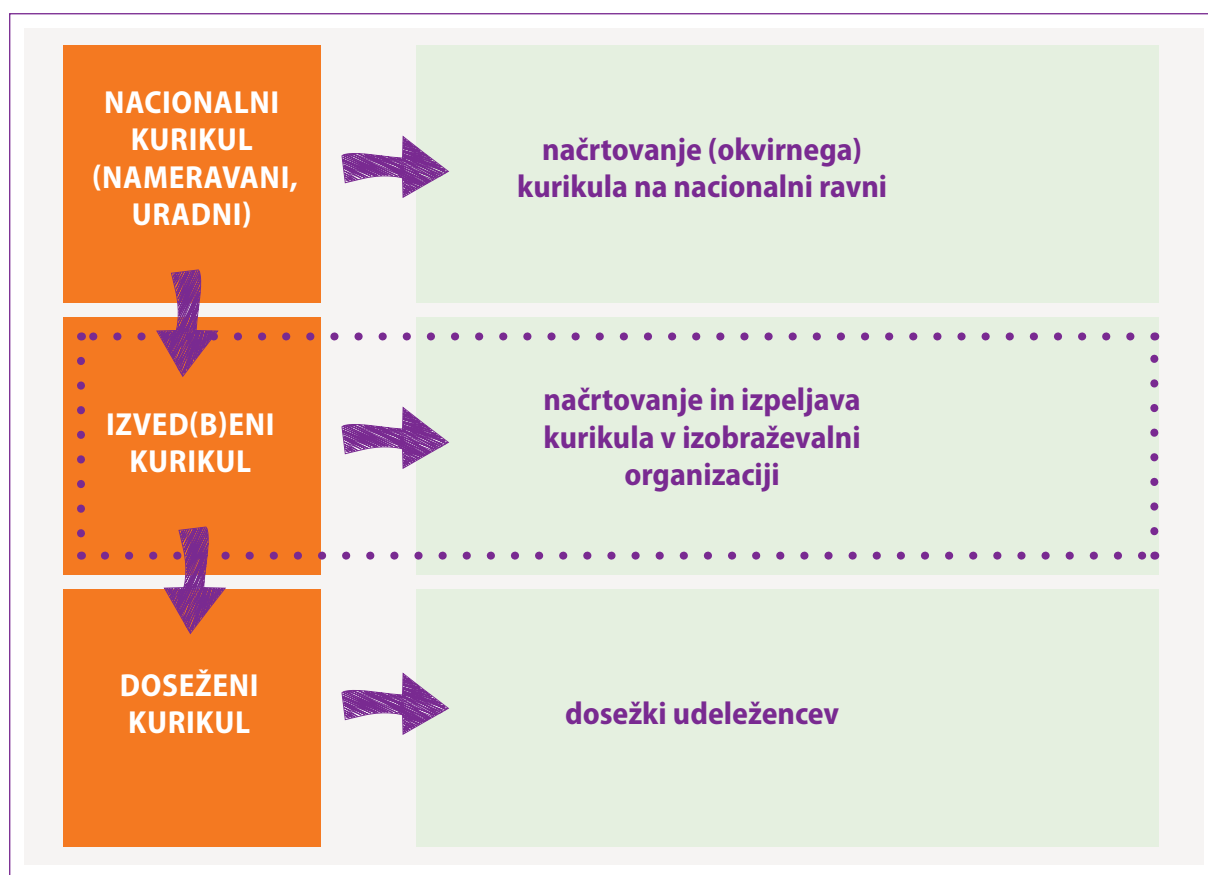 NACIONALNI
KURIKUL
(NAMERAVANI,
URADNI)
načrtovanje (okvirnega)
kurikula na nacionalni ravni
IZVED(B)ENI
KURIKUL
načrtovanje in izpeljava
kurikula v izobraževalni
organizaciji
DOSEŽENI
KURIKUL
dosežki udeležencev